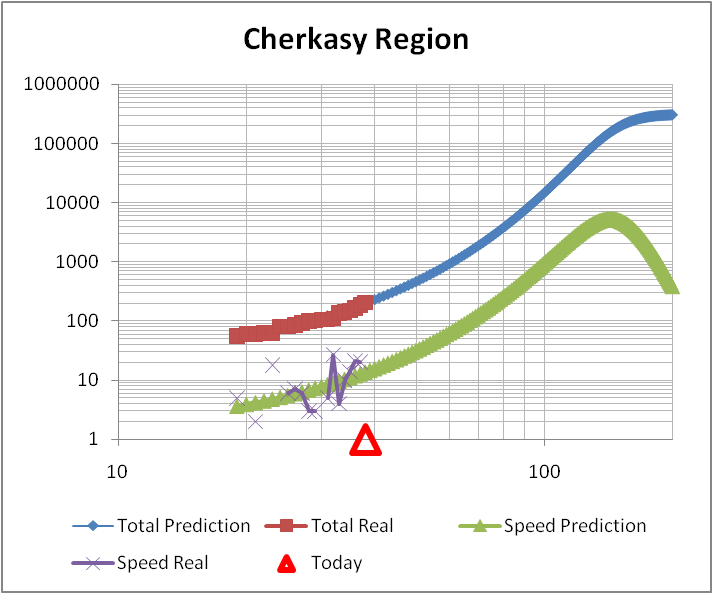 Cherkasy Region
1000000
100000
10000
1000
100
10
1
10 100
Total Prediction Total Real Speed Prediction
Speed Real Today